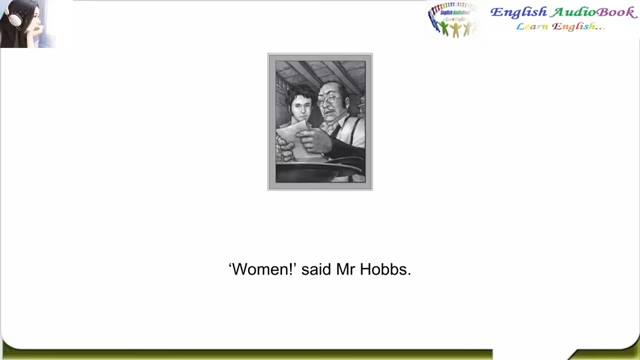 English AudioBook
Learn English...
‘Women!’ said Mr Hobbs.